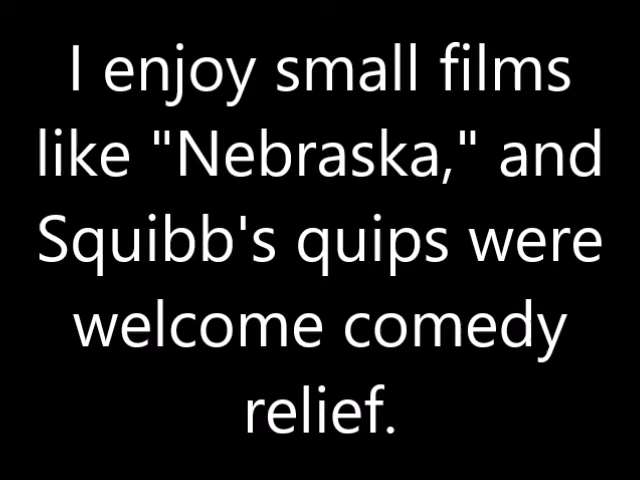 I enjoy small films
like "Nebraska," and
Squibb's quips were
welcome comedy
relief.